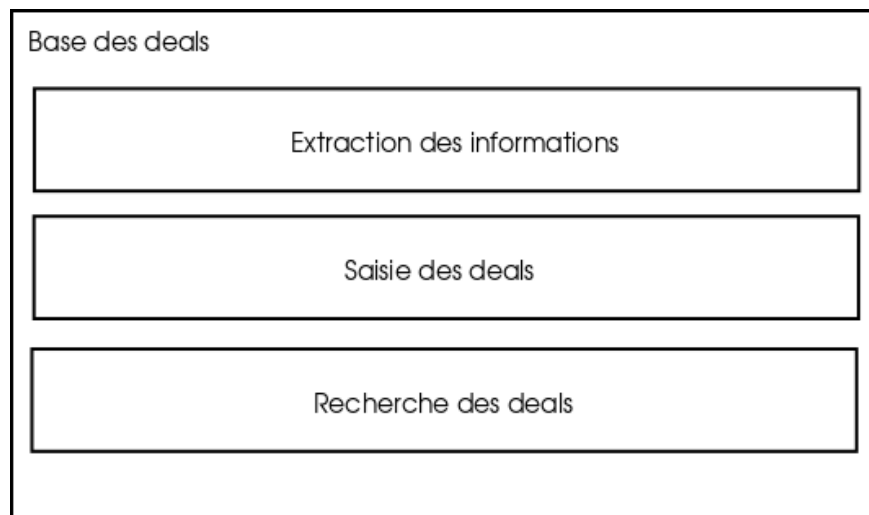 Base des deals
Extraction des informations
Saisie des deals
Recherche des deals